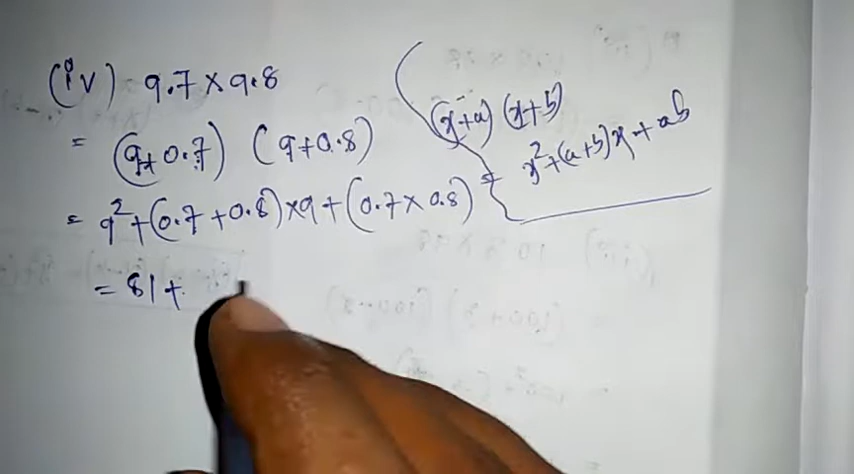 (iv) 9.7 × 9.8
= (9+0.7) (9+0.8)
= 9²+(0.7+0.8)×9+(0.7×0.8)
= 81+
(x+a) (x+b)
= x²+(a+b)x+ab